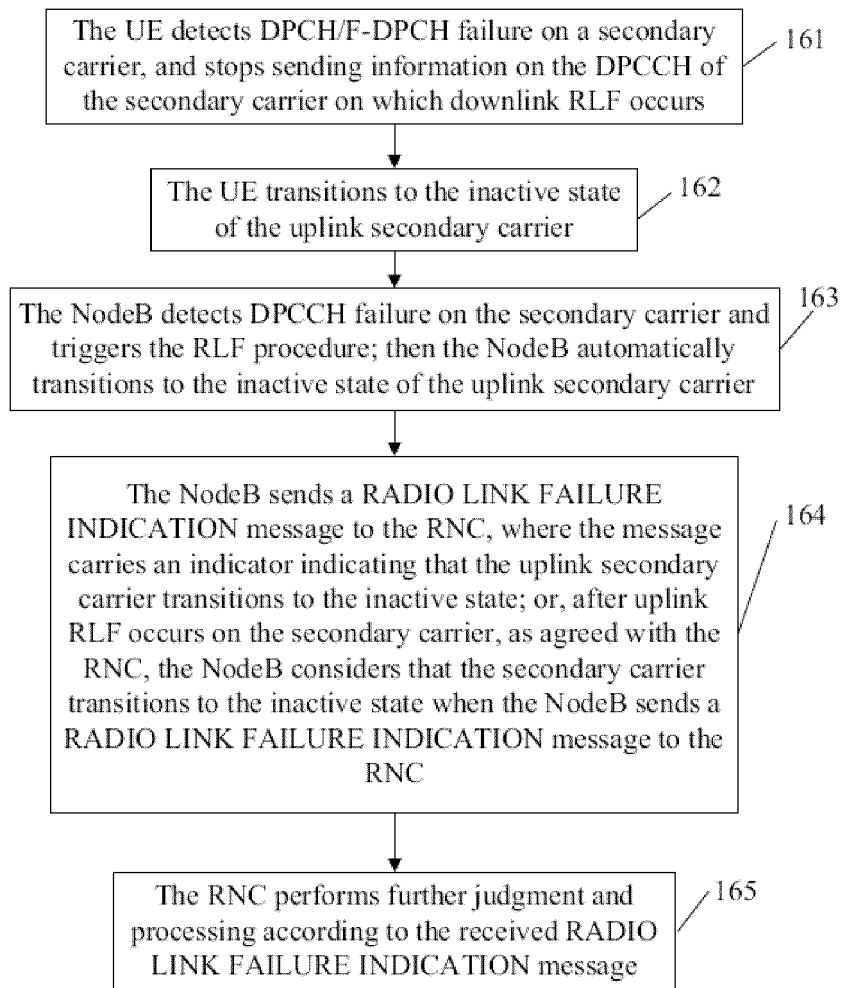 The UE detects DPCH/F-DPCH failure on a secondary
carrier, and stops sending information on the DPCCH of
the secondary carrier on which downlink RLF occurs
161
The UE transitions to the inactive state
of the uplink secondary carrier
162
The NodeB detects DPCCH failure on the secondary carrier and
triggers the RLF procedure; then the NodeB automatically
transitions to the inactive state of the uplink secondary carrier
163
The NodeB sends a RADIO LINK FAILURE
INDICATION message to the RNC, where the message
carries an indicator indicating that the uplink secondary
carrier transitions to the inactive state; or, after uplink
RLF occurs on the secondary carrier, as agreed with the
RNC, the NodeB considers that the secondary carrier
transitions to the inactive state when the NodeB sends a
RADIO LINK FAILURE INDICATION message to the
RNC
164
The RNC performs further judgment and
processing according to the received RADIO
LINK FAILURE INDICATION message
165